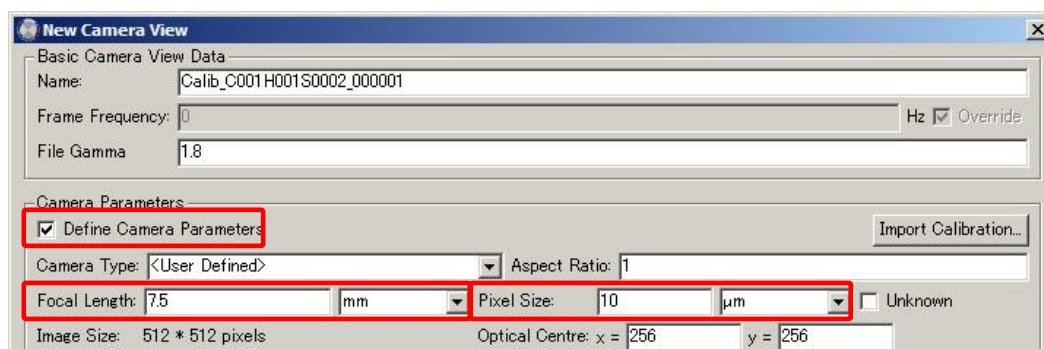 New Camera View
Basic Camera View Data
Name: Calib_C001H001S0002_000001
Frame Frequency: 0 Hz Override
File Gamma 1.8
Camera Parameters
Define Camera Parameters Import Calibration...
Camera Type: <User Defined> Aspect Ratio: 1
Focal Length: 7.5 mm Pixel Size: 10 µm Unknown
Image Size: 512 * 512 pixels Optical Centre: x = 256 y = 256